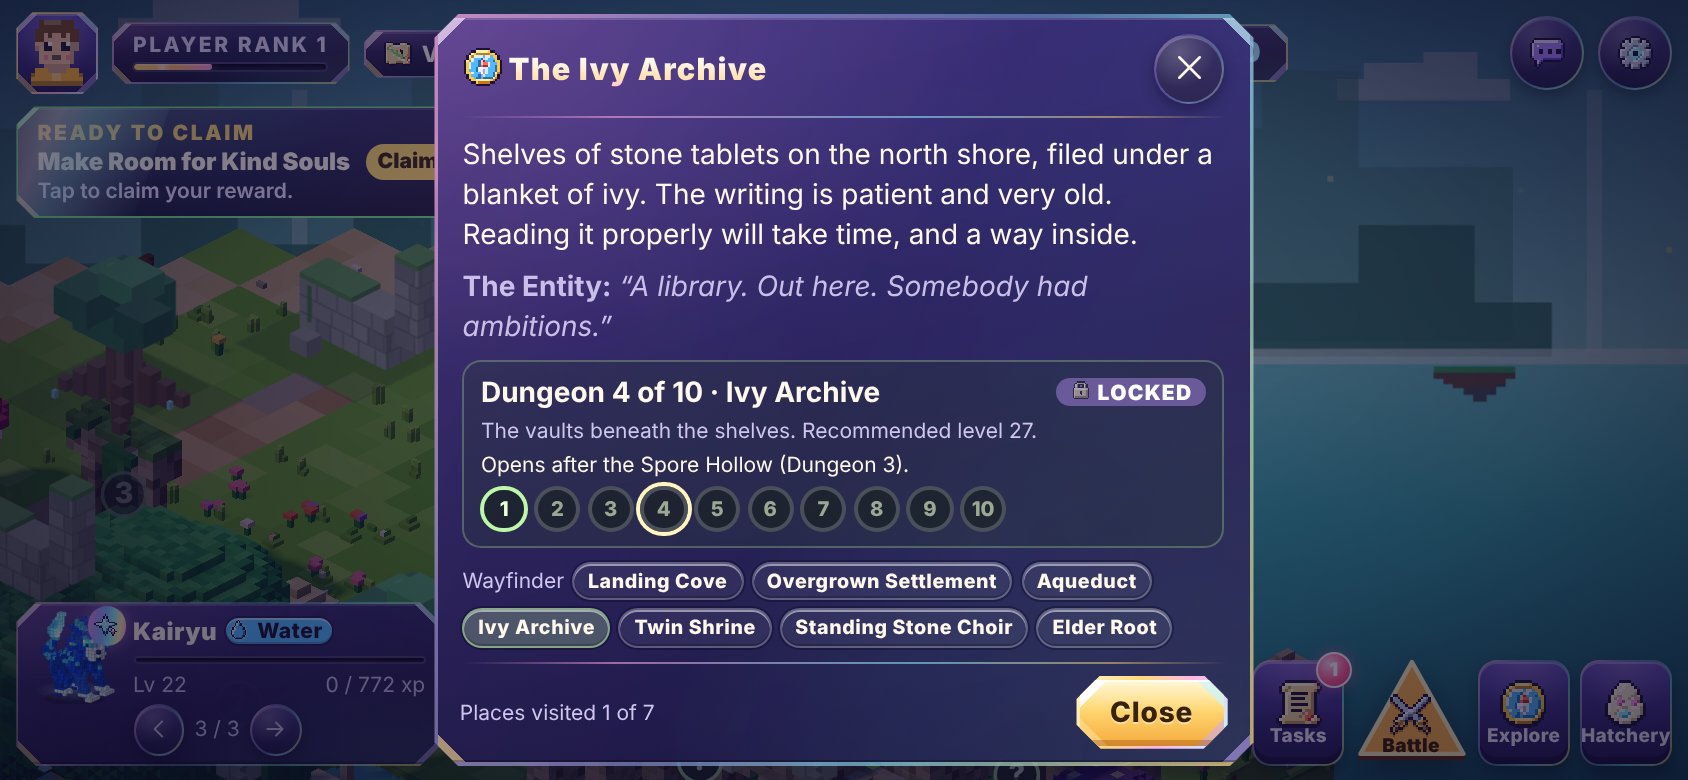 PLAYER RANK 1
READY TO CLAIM
Make Room for Kind Souls
Claim
Tap to claim your reward.
The Ivy Archive
Shelves of stone tablets on the north shore, filed under a
blanket of ivy. The writing is patient and very old.
Reading it properly will take time, and a way inside.
The Entity: “A library. Out here. Somebody had
ambitions.”
Dungeon 4 of 10 · Ivy Archive
LOCKED
The vaults beneath the shelves. Recommended level 27.
Opens after the Spore Hollow (Dungeon 3).
1 2 3 4 5 6 7 8 9 10
Wayfinder Landing Cove Overgrown Settlement Aqueduct
Ivy Archive Twin Shrine Standing Stone Choir Elder Root
Places visited 1 of 7
Close
3
Kairyu Water
Lv 22 0 / 772 xp
3 / 3
1
Tasks Battle Explore Hatchery